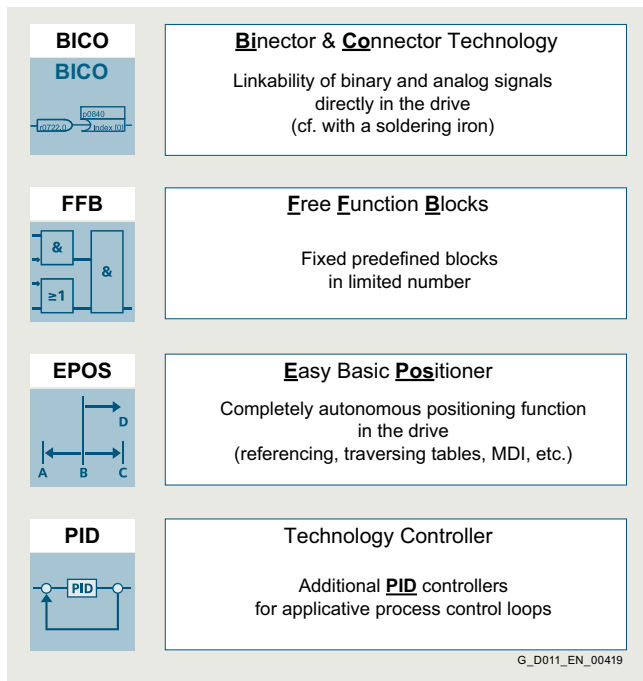 BICO
Binector & Connector Technology
BICO
r0722.0
p0840
Index [0]
Linkability of binary and analog signals
directly in the drive
(cf. with a soldering iron)
FFB
Free Function Blocks
&
&
≥1
Fixed predefined blocks
in limited number
EPOS
Easy Basic Positioner
D
A B C
Completely autonomous positioning function
in the drive
(referencing, traversing tables, MDI, etc.)
PID
Technology Controller
PID
Additional PID controllers
for applicative process control loops
G_D011_EN_00419